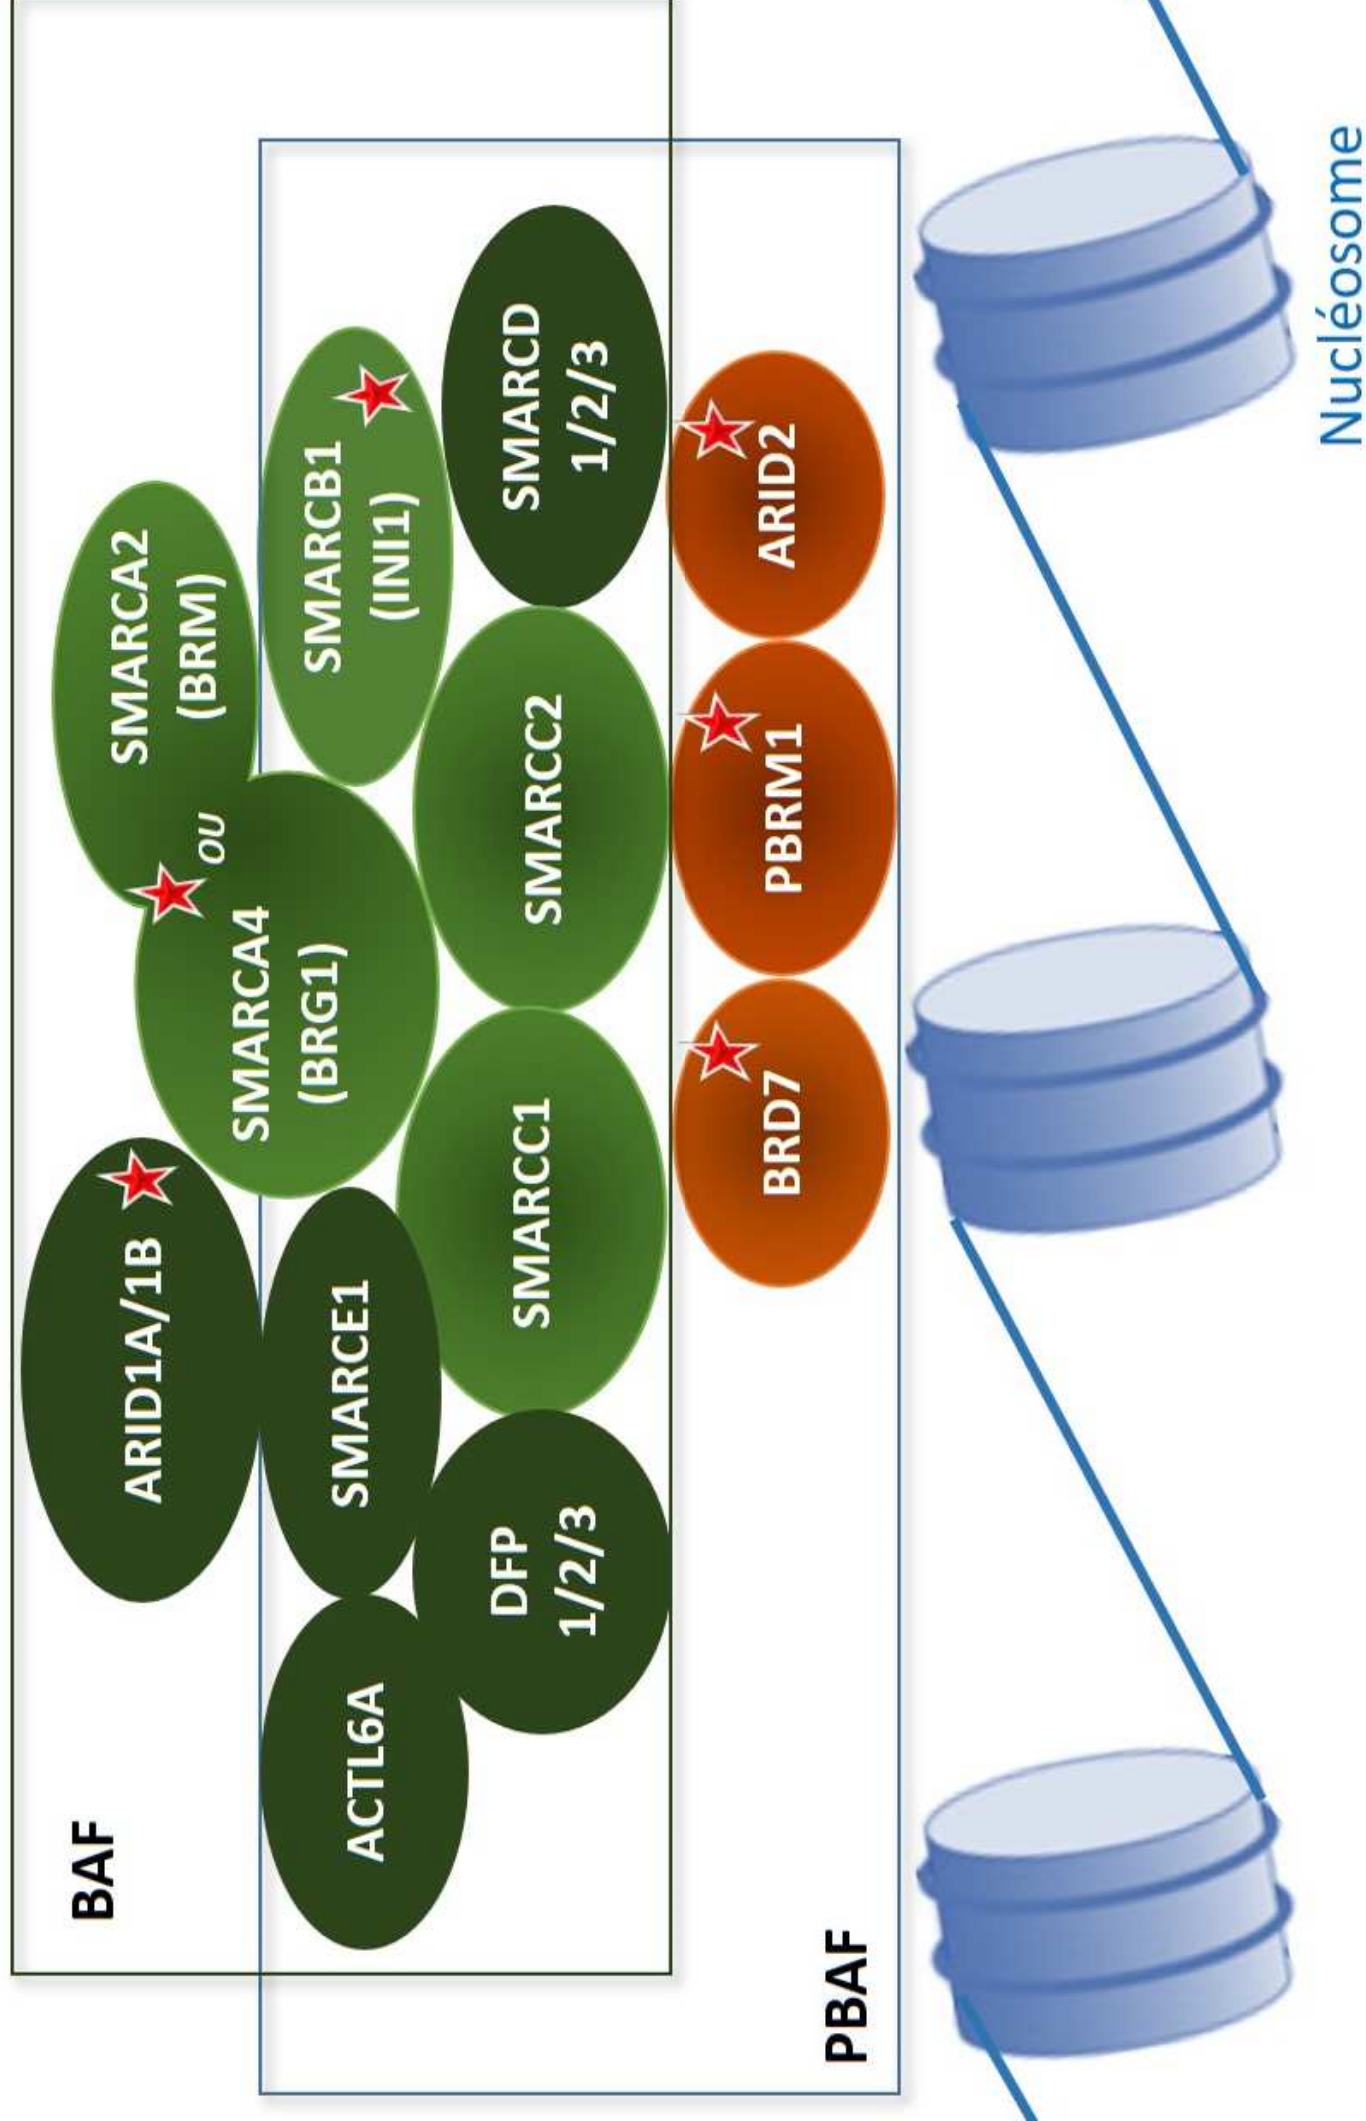 BAF
ARID1A/1B
SMARCA2
(BRM)
OU
SMARCA4
(BRG1)
ACTL6A
SMARCE1
SMARCB1
(INI1)
DFP
1/2/3
SMARCC1
SMARCC2
SMARCD
1/2/3
BRD7
PBRM1
ARID2
PBAF
Nucléosome